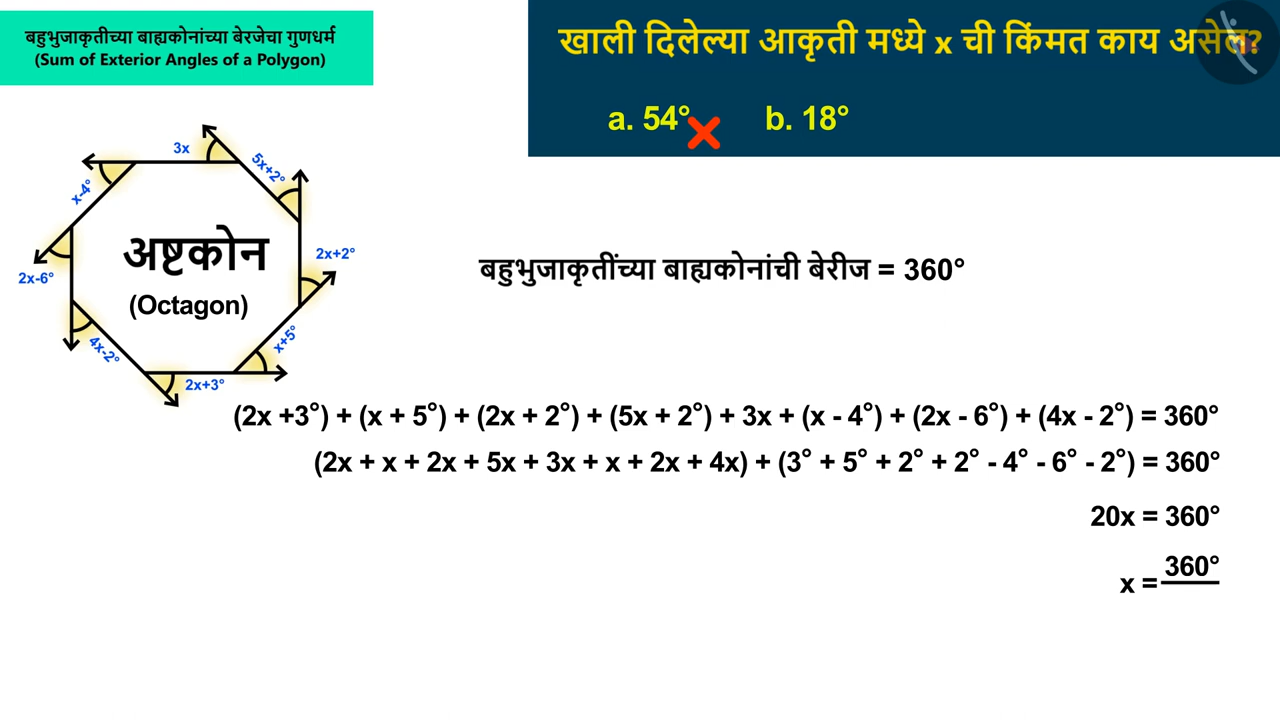 बहुभुजाकृतीच्या बाह्यकोनांच्या बेरजेचा गुणधर्म
(Sum of Exterior Angles of a Polygon)
खाली दिलेल्या आकृती मध्ये x ची किंमत काय असेल?
a. 54° b. 18°
3x
5x+2°
x-4°
अष्टकोन
(Octagon)
2x+2°
2x-6°
4x-2°
x+5°
2x+3°
बहुभुजाकृतींच्या बाह्यकोनांची बेरीज = 360°
(2x +3°) + (x + 5°) + (2x + 2°) + (5x + 2°) + 3x + (x - 4°) + (2x - 6°) + (4x - 2°) = 360°
(2x + x + 2x + 5x + 3x + x + 2x + 4x) + (3° + 5° + 2° + 2° - 4° - 6° - 2°) = 360°
20x = 360°
x = 360°